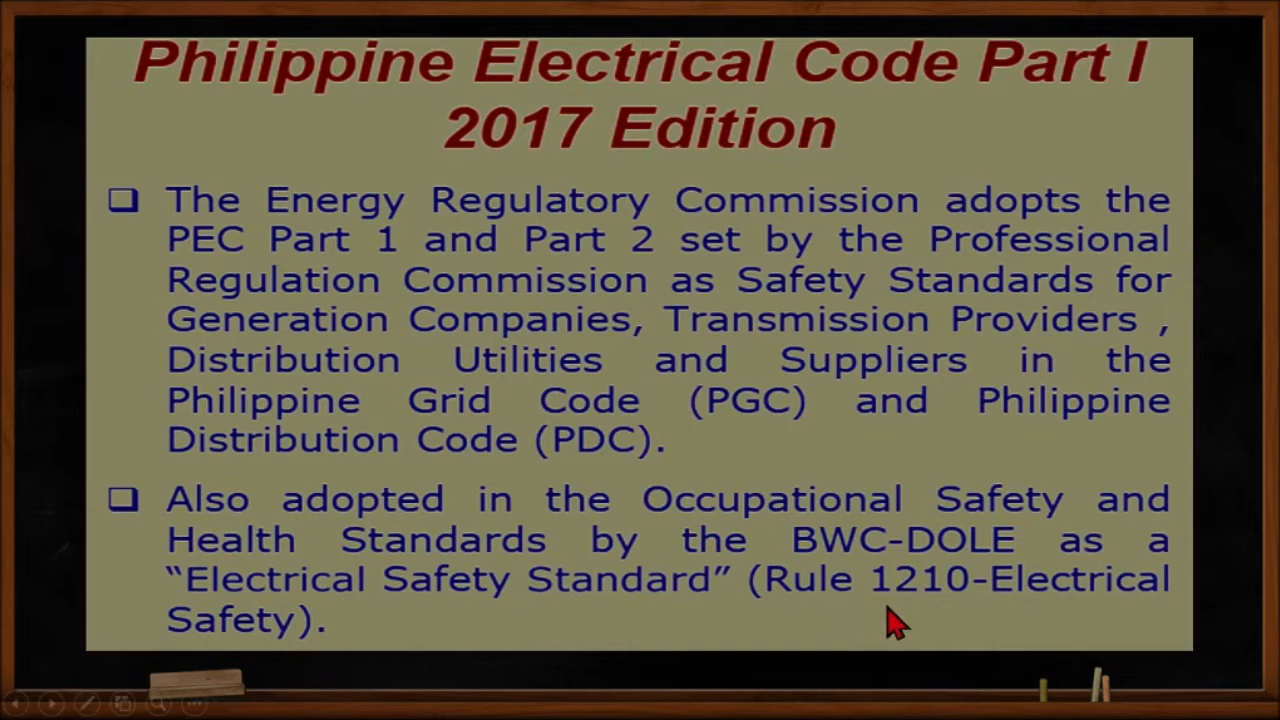 Philippine Electrical Code Part I
2017 Edition
The Energy Regulatory Commission adopts the
PEC Part 1 and Part 2 set by the Professional
Regulation Commission as Safety Standards for
Generation Companies, Transmission Providers ,
Distribution Utilities and Suppliers in the
Philippine Grid Code (PGC) and Philippine
Distribution Code (PDC).
Also adopted in the Occupational Safety and
Health Standards by the BWC-DOLE as a
“Electrical Safety Standard” (Rule 1210-Electrical
Safety).